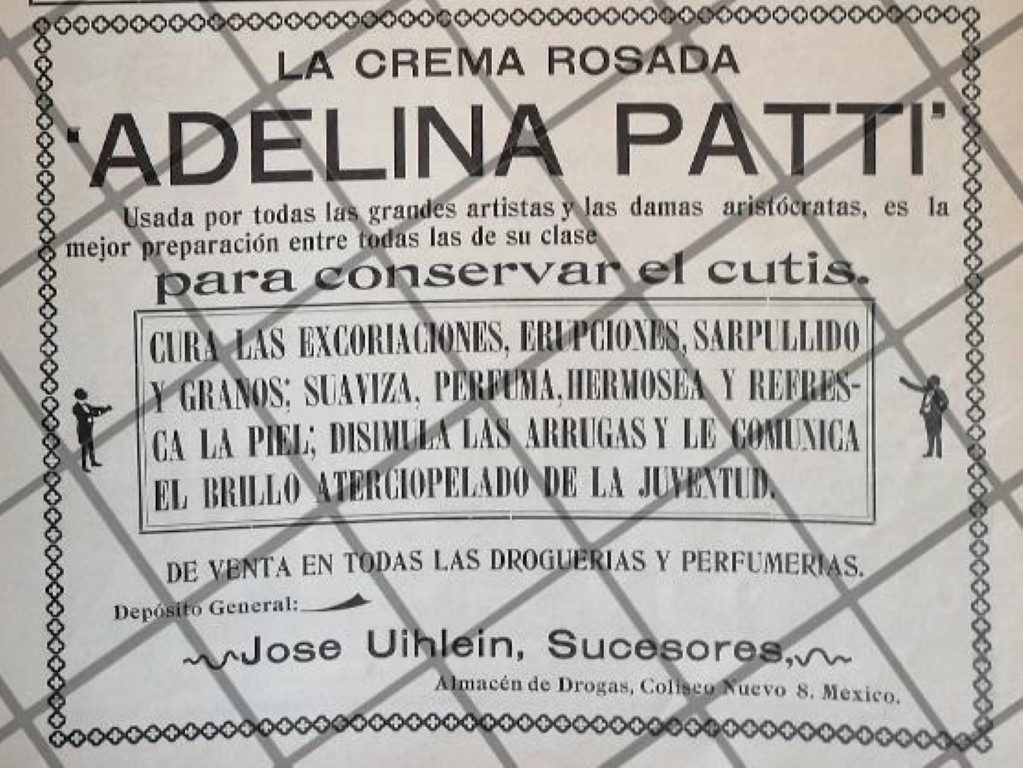 LA CREMA ROSADA
'ADELINA PATTI'
Usada por todas las grandes artistas y las damas aristócratas, es la
mejor preparación entre todas las de su clase
para conservar el cutis.
CURA LAS EXCORIACIONES, ERUPCIONES, SARPULLIDO
Y GRANOS; SUAVIZA, PERFUMA, HERMOSEA Y REFRES-
CA LA PIEL; DISIMULA LAS ARRUGAS Y LE COMUNICA
EL BRILLO ATERCIOPELADO DE LA JUVENTUD.
DE VENTA EN TODAS LAS DROGUERIAS Y PERFUMERIAS.
Depósito General:
Jose Uihlein, Sucesores,
Almacén de Drogas, Coliseo Nuevo 8, Mexico.